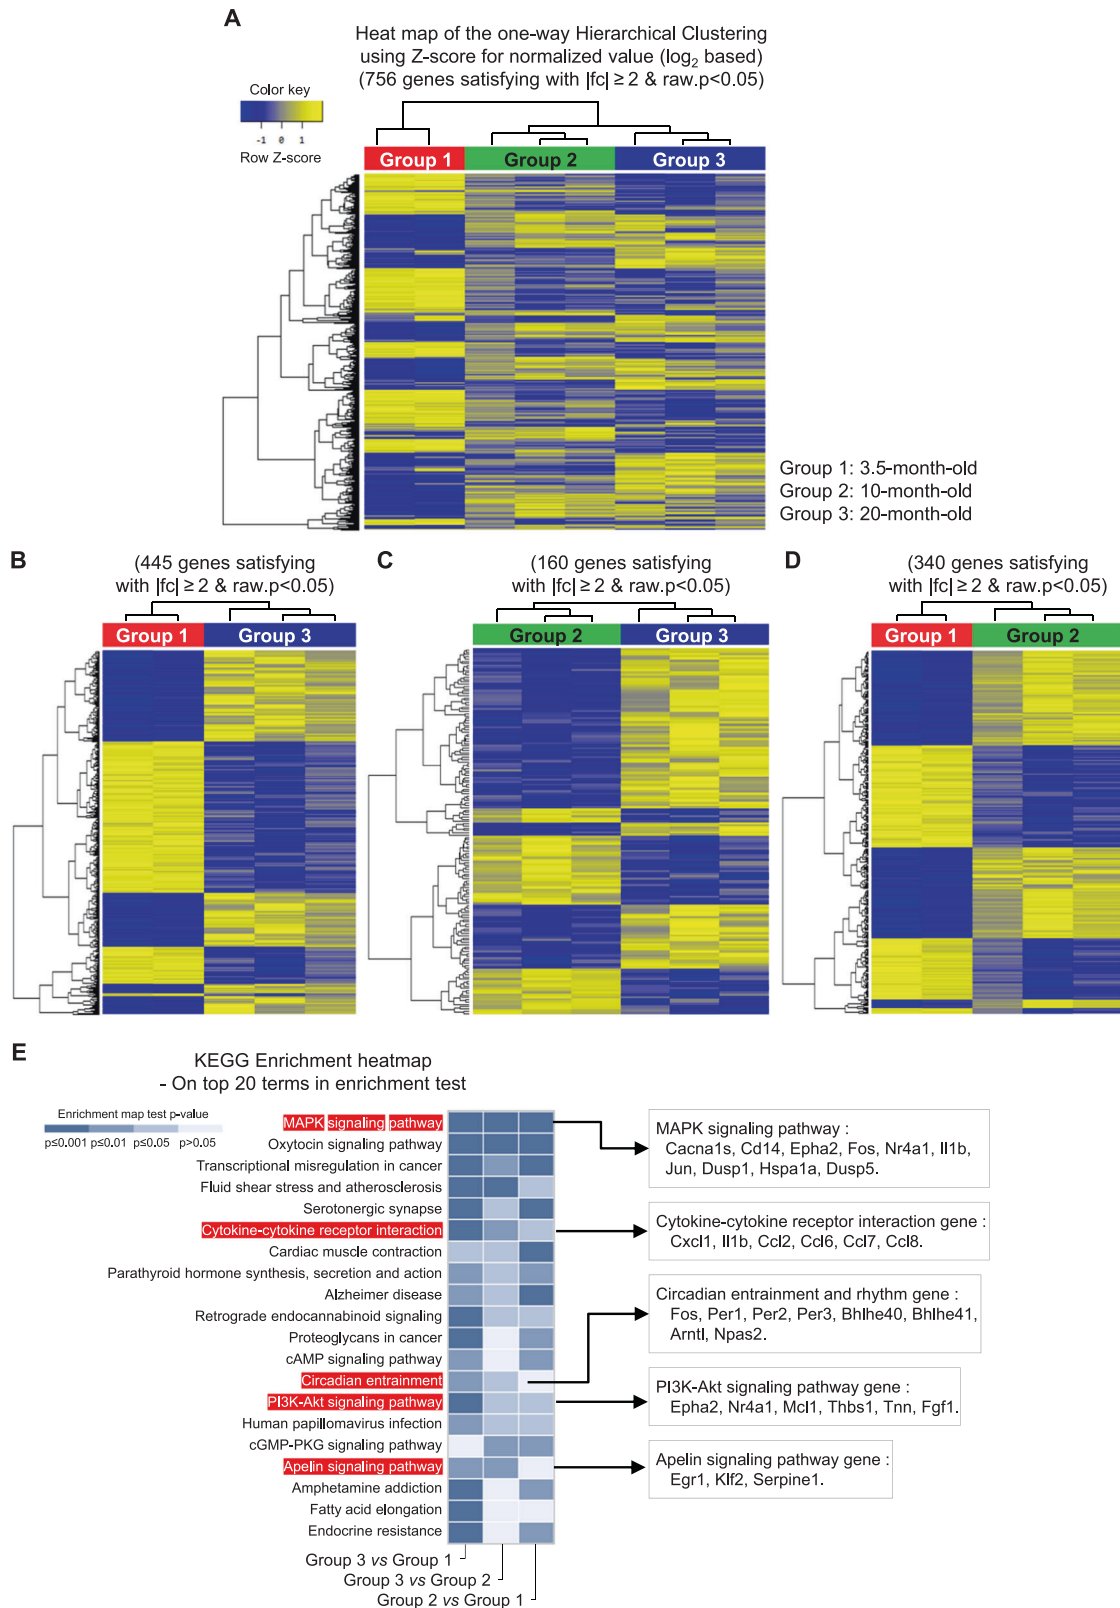 A
Heat map of the one-way Hierarchical Clustering
using Z-score for normalized value (log2 based)
(756 genes satisfying with |fc| ≥ 2 & raw.p<0.05)
Color key
-1 0 1
Row Z-score
Group 1 Group 2 Group 3
Group 1: 3.5-month-old
Group 2: 10-month-old
Group 3: 20-month-old
B
(445 genes satisfying
with |fc| ≥ 2 & raw.p<0.05)
Group 1 Group 3
C
(160 genes satisfying
with |fc| ≥ 2 & raw.p<0.05)
Group 2 Group 3
D
(340 genes satisfying
with |fc| ≥ 2 & raw.p<0.05)
Group 1 Group 2
E
KEGG Enrichment heatmap
- On top 20 terms in enrichment test
Enrichment map test p-value
p≤0.001 p≤0.01 p≤0.05 p>0.05
MAPK signaling pathway
Oxytocin signaling pathway
Transcriptional misregulation in cancer
Fluid shear stress and atherosclerosis
Serotonergic synapse
Cytokine-cytokine receptor interaction
Cardiac muscle contraction
Parathyroid hormone synthesis, secretion and action
Alzheimer disease
Retrograde endocannabinoid signaling
Proteoglycans in cancer
cAMP signaling pathway
Circadian entrainment
PI3K-Akt signaling pathway
Human papillomavirus infection
cGMP-PKG signaling pathway
Apelin signaling pathway
Amphetamine addiction
Fatty acid elongation
Endocrine resistance
Group 3 vs Group 1
Group 3 vs Group 2
Group 2 vs Group 1
MAPK signaling pathway :
Cacna1s, Cd14, Epha2, Fos, Nr4a1, Il1b,
Jun, Dusp1, Hspa1a, Dusp5.
Cytokine-cytokine receptor interaction gene :
Cxcl1, Il1b, Ccl2, Ccl6, Ccl7, Ccl8.
Circadian entrainment and rhythm gene :
Fos, Per1, Per2, Per3, Bhlhe40, Bhlhe41,
Arntl, Npas2.
PI3K-Akt signaling pathway gene :
Epha2, Nr4a1, Mcl1, Thbs1, Tnn, Fgf1.
Apelin signaling pathway gene :
Egr1, Klf2, Serpine1.